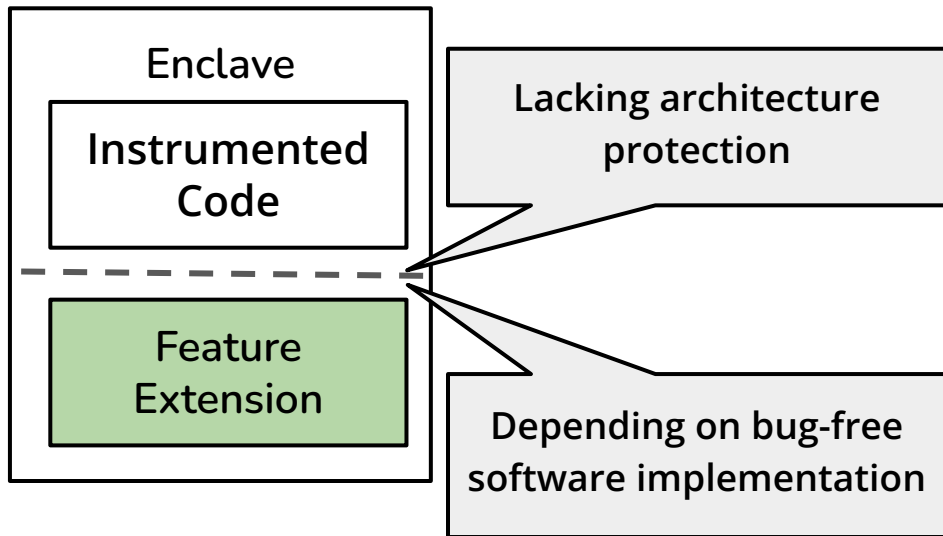 Enclave
Instrumented
Code
Feature
Extension
Lacking architecture
protection
Depending on bug-free
software implementation